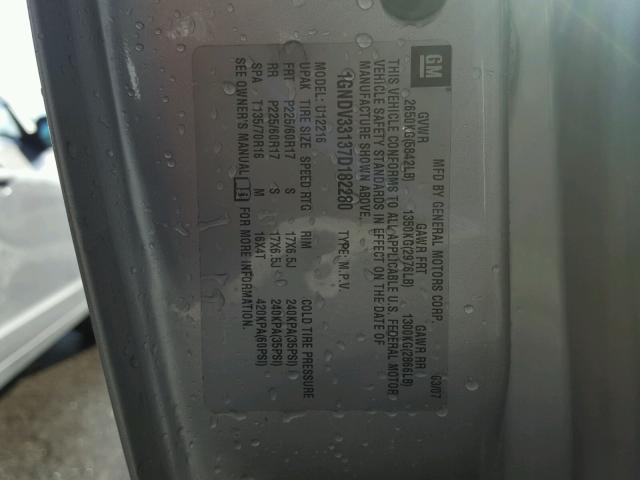 GM
MFD BY GENERAL MOTORS CORP. 03/07
GVWR GAWR FRT GAWR RR
2650KG(5842LB) 1350KG(2976LB) 1300KG(2866LB)
THIS VEHICLE CONFORMS TO ALL APPLICABLE U.S. FEDERAL MOTOR
VEHICLE SAFETY STANDARDS IN EFFECT ON THE DATE OF
MANUFACTURE SHOWN ABOVE.
1GNDV33137D182280 TYPE: M.P.V.
MODEL: U12216
UPAK TIRE SIZE SPEED RTG RIM COLD TIRE PRESSURE
FRT P225/60R17 S 17X6.5J 240KPA(35PSI)
RR P225/60R17 S 17X6.5J 240KPA(35PSI)
SPA T135/70R16 M 16X4T 420KPA(60PSI)
SEE OWNER'S MANUAL FOR MORE INFORMATION.